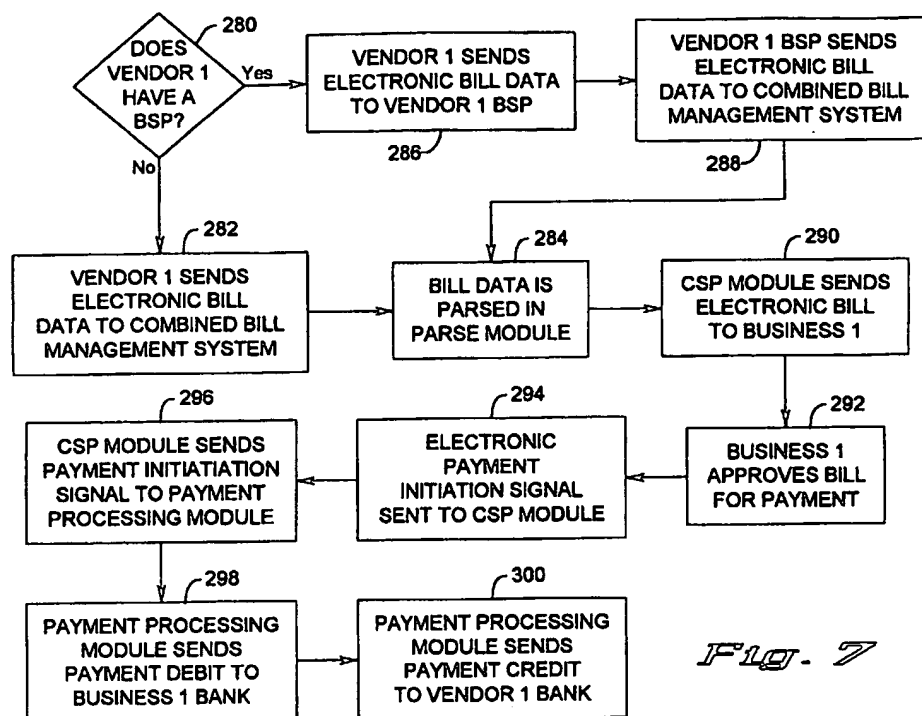 280
DOES
VENDOR 1
HAVE A
BSP?
Yes
No
VENDOR 1 SENDS
ELECTRONIC BILL DATA
TO VENDOR 1 BSP
286
VENDOR 1 BSP SENDS
ELECTRONIC BILL
DATA TO COMBINED BILL
MANAGEMENT SYSTEM
288
282
VENDOR 1 SENDS
ELECTRONIC BILL
DATA TO COMBINED BILL
MANAGEMENT SYSTEM
284
BILL DATA IS
PARSED IN
PARSE MODULE
290
CSP MODULE SENDS
ELECTRONIC BILL
TO BUSINESS 1
292
BUSINESS 1
APPROVES BILL
FOR PAYMENT
294
ELECTRONIC
PAYMENT
INITIATION SIGNAL
SENT TO CSP MODULE
296
CSP MODULE SENDS
PAYMENT INITIATIATION
SIGNAL TO PAYMENT
PROCESSING MODULE
298
PAYMENT PROCESSING
MODULE SENDS
PAYMENT DEBIT TO
BUSINESS 1 BANK
300
PAYMENT PROCESSING
MODULE SENDS
PAYMENT CREDIT
TO VENDOR 1 BANK
Fig. 7